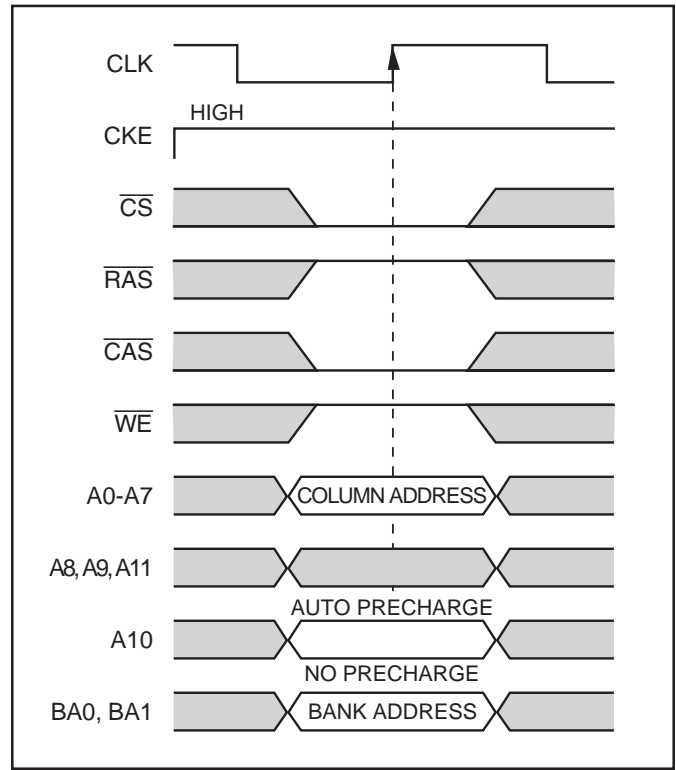 CLK
HIGH
CKE
CS
RAS
CAS
WE
A0-A7 COLUMN ADDRESS
A8, A9, A11
AUTO PRECHARGE
A10
NO PRECHARGE
BA0, BA1 BANK ADDRESS